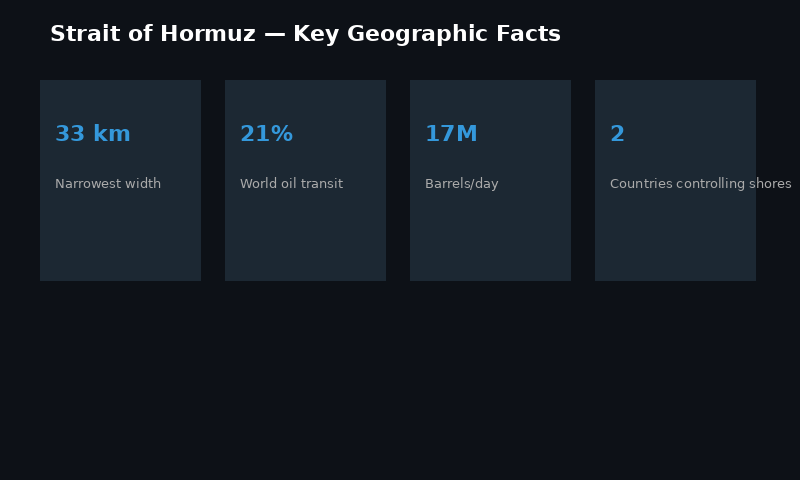 Strait of Hormuz — Key Geographic Facts
33 km
Narrowest width
21%
World oil transit
17M
Barrels/day
2
Countries controlling shores